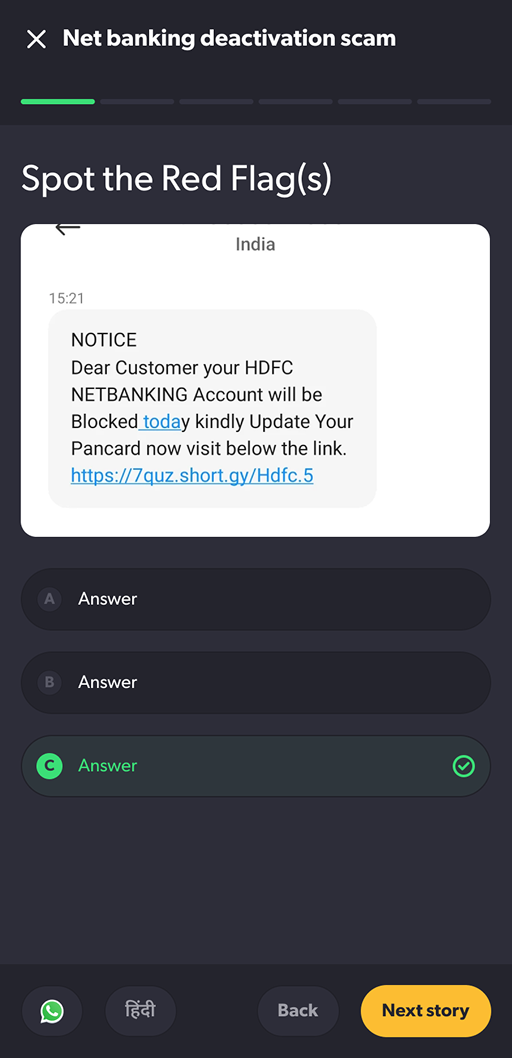 Net banking deactivation scam
Spot the Red Flag(s)
India
15:21
NOTICE
Dear Customer your HDFC
NETBANKING Account will be
Blocked today kindly Update Your
Pancard now visit below the link.
https://7quz.short.gy/Hdfc.5
A Answer
B Answer
C Answer
हिंदी Back Next story